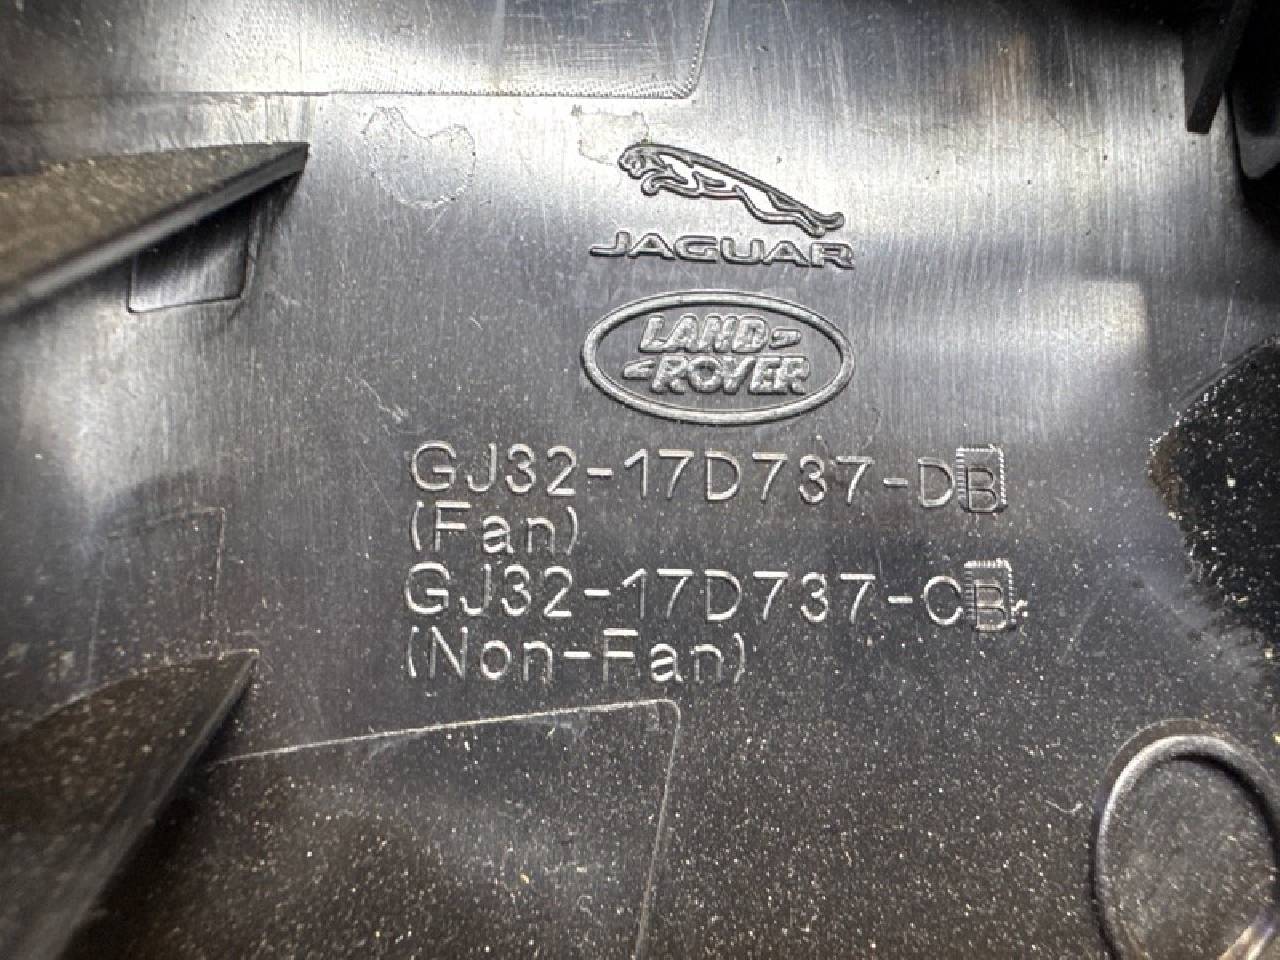 JAGUAR
LAND-
-ROVER
GJ32-17D737-DB
(Fan)
GJ32-17D737-CB
(Non-Fan)